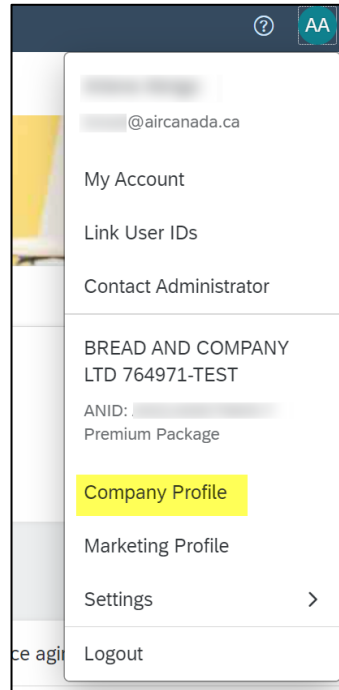 AA
@aircanada.ca
My Account
Link User IDs
Contact Administrator
BREAD AND COMPANY
LTD 764971-TEST
ANID:
Premium Package
Company Profile
Marketing Profile
Settings
ce agi
Logout